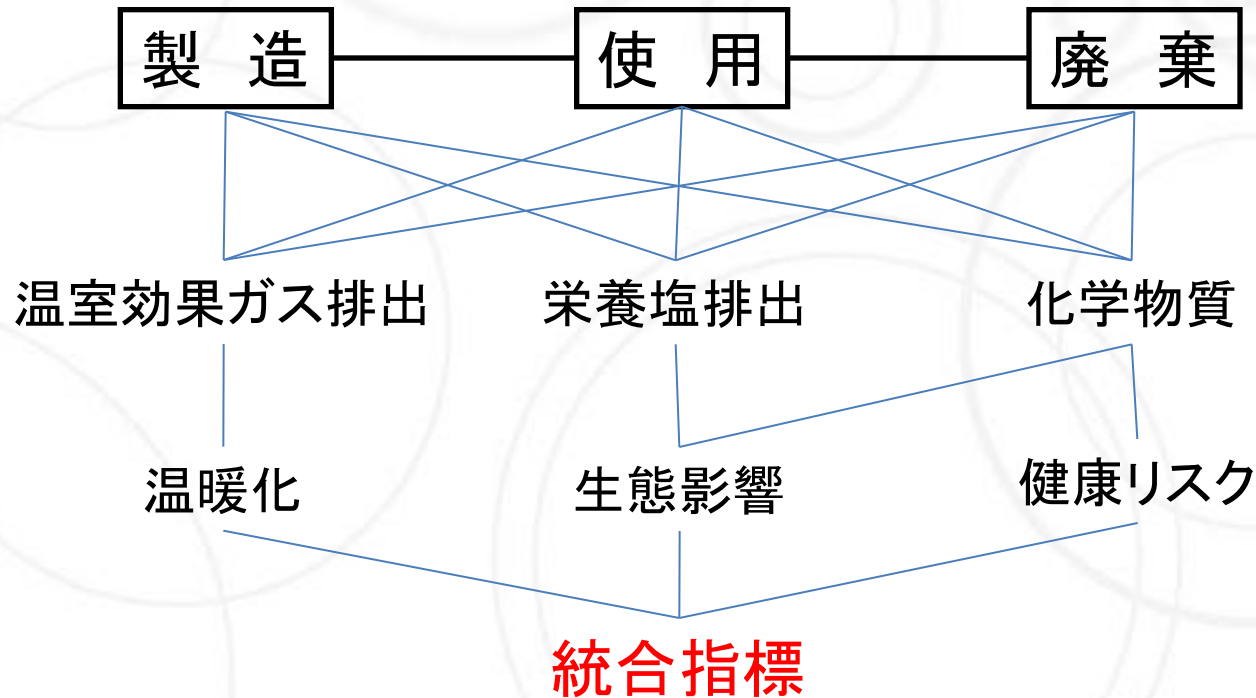 製 造
使 用
廃 棄
温室効果ガス排出
栄養塩排出
化学物質
温暖化
生態影響
健康リスク
統合指標